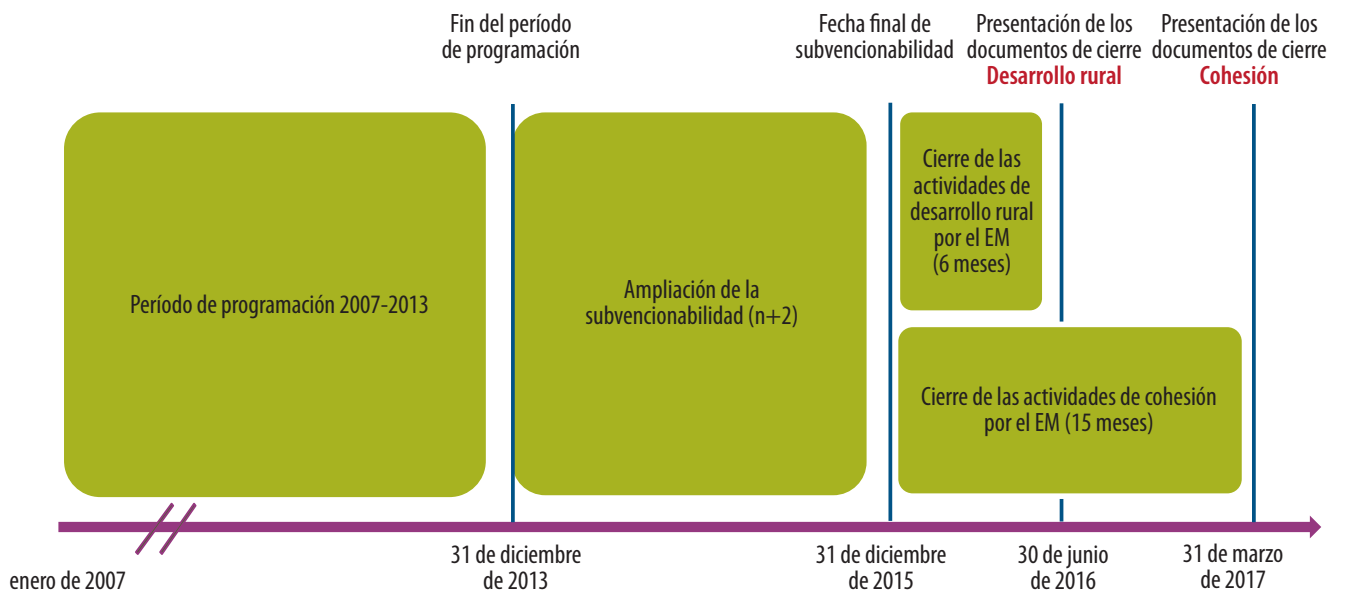 Fin del período
de programación
Fecha final de
subvencionabilidad
Presentación de los
documentos de cierre
Desarrollo rural
Presentación de los
documentos de cierre
Cohesión
Período de programación 2007-2013
Ampliación de la
subvencionabilidad (n+2)
Cierre de las
actividades de
desarrollo rural
por el EM
(6 meses)
Cierre de las actividades de cohesión
por el EM (15 meses)
enero de 2007
31 de diciembre
de 2013
31 de diciembre
de 2015
30 de junio
de 2016
31 de marzo
de 2017